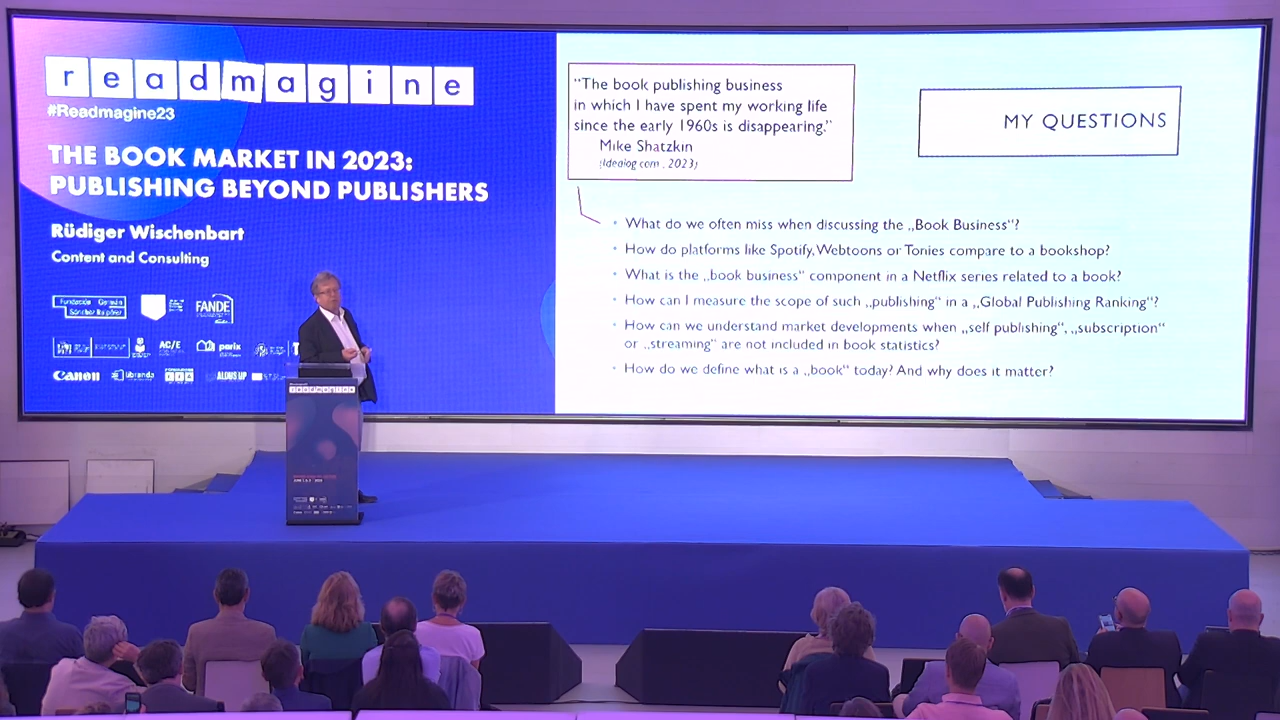 readmagine
#Readmagine23
THE BOOK MARKET IN 2023:
PUBLISHING BEYOND PUBLISHERS
Rüdiger Wischenbart
Content and Consulting
FANDE
AC/E
Canon
"The book publishing business
in which I have spent my working life
since the early 1960s is disappearing."
Mike Shatzkin
(Idealog com , 2023)
MY QUESTIONS
• What do we often miss when discussing the „Book Business“?
• How do platforms like Spotify, Webtoons or Tonies compare to a bookshop?
• What is the „book business“ component in a Netflix series related to a book?
• How can I measure the scope of such „publishing“ in a „Global Publishing Ranking“?
• How can we understand market developments when „self publishing“, „subscription“
or „streaming“ are not included in book statistics?
• How do we define what is a „book“ today? And why does it matter?
readmagine